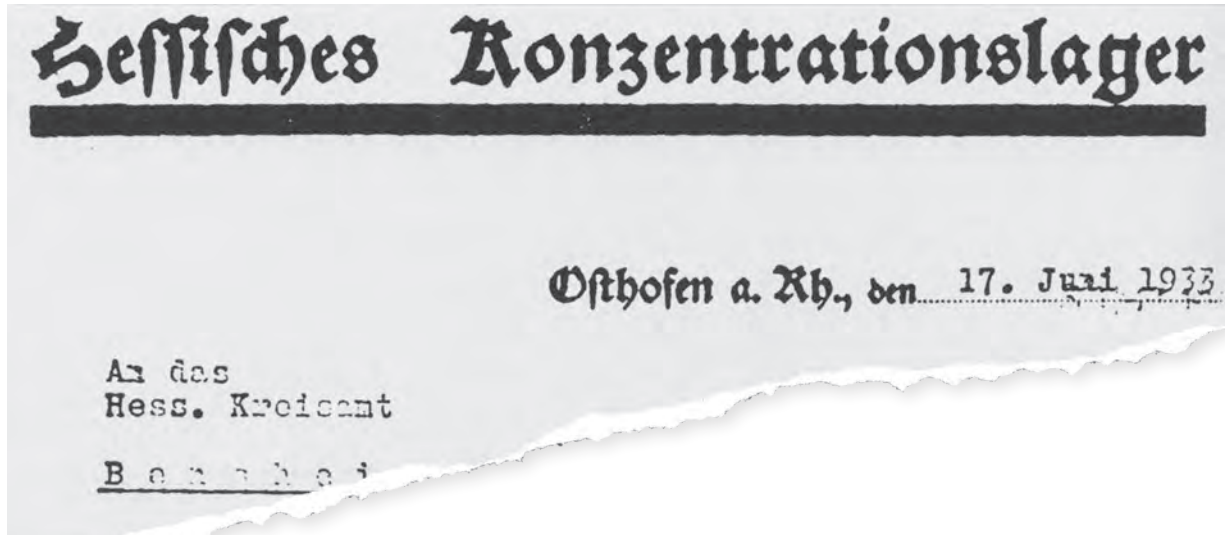 Hessisches Konzentrationslager
Osthofen a. Rh., den 17. Juni 1933
An das
Hess. Kreisamt